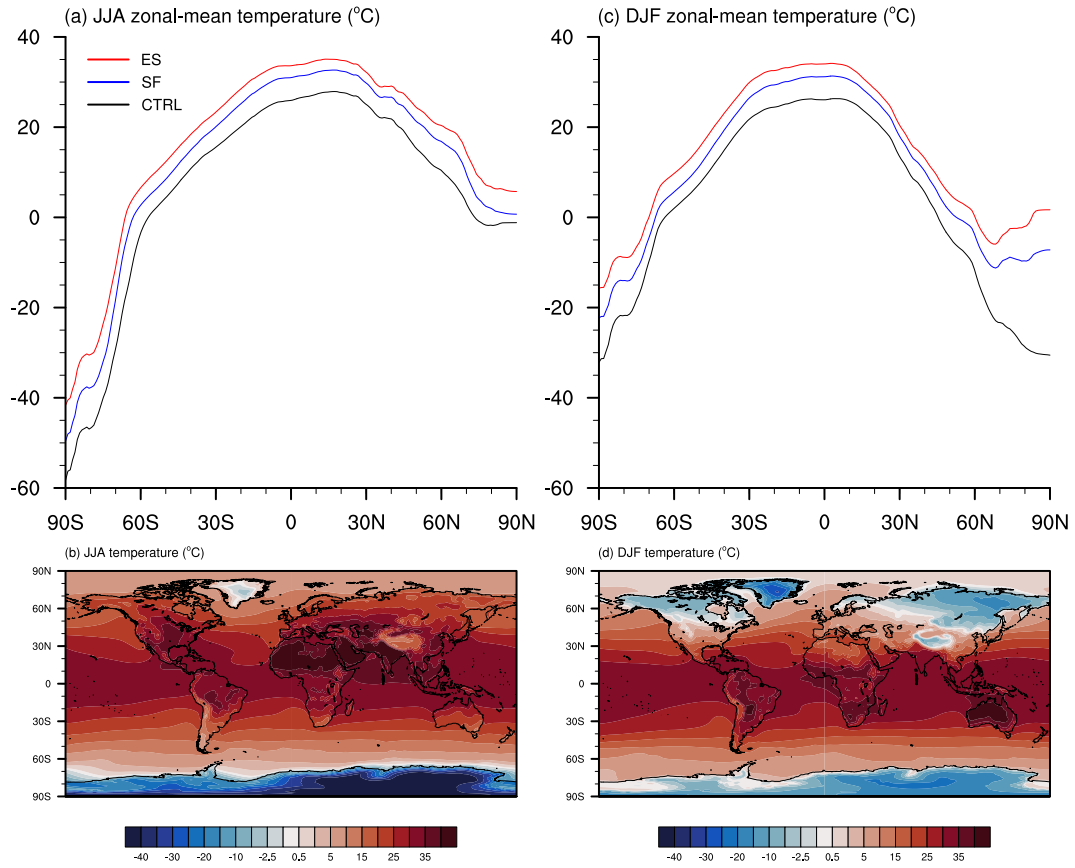 (a) JJA zonal-mean temperature (°C)
40
20
0
-20
-40
-60
90S 60S 30S 0 30N 60N 90N
ES
SF
CTRL
(c) DJF zonal-mean temperature (°C)
40
20
0
-20
-40
-60
90S 60S 30S 0 30N 60N 90N
(b) JJA temperature (°C)
90N
60N
30N
0
30S
60S
90S
-40 -30 -20 -10 -2.5 0.5 5 15 25 35
(d) DJF temperature (°C)
90N
60N
30N
0
30S
60S
90S
-40 -30 -20 -10 -2.5 0.5 5 15 25 35